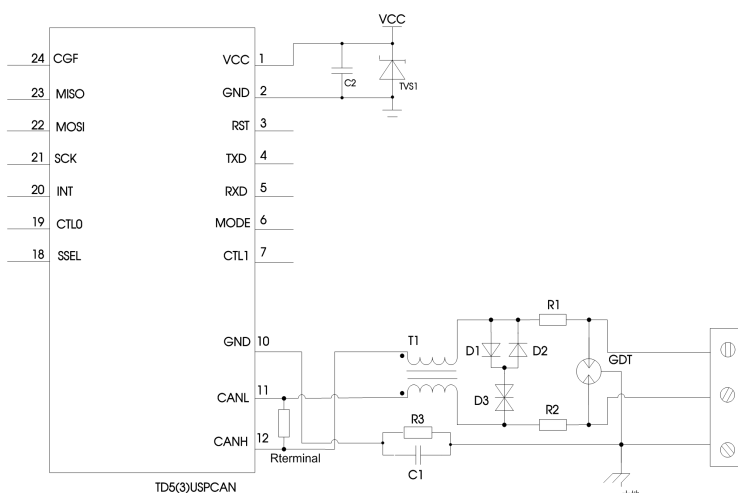 VCC
24 CGF VCC 1
C2
TVS1
23 MISO GND 2
22 MOSI RST 3
21 SCK TXD 4
20 INT RXD 5
19 CTL0 MODE 6
18 SSEL CTL1 7
R1
GND 10
T1
D1
D2
GDT
CANL 11
D3
R2
R3
CANH 12
Rterminal
C1
TD5(3)USPCAN